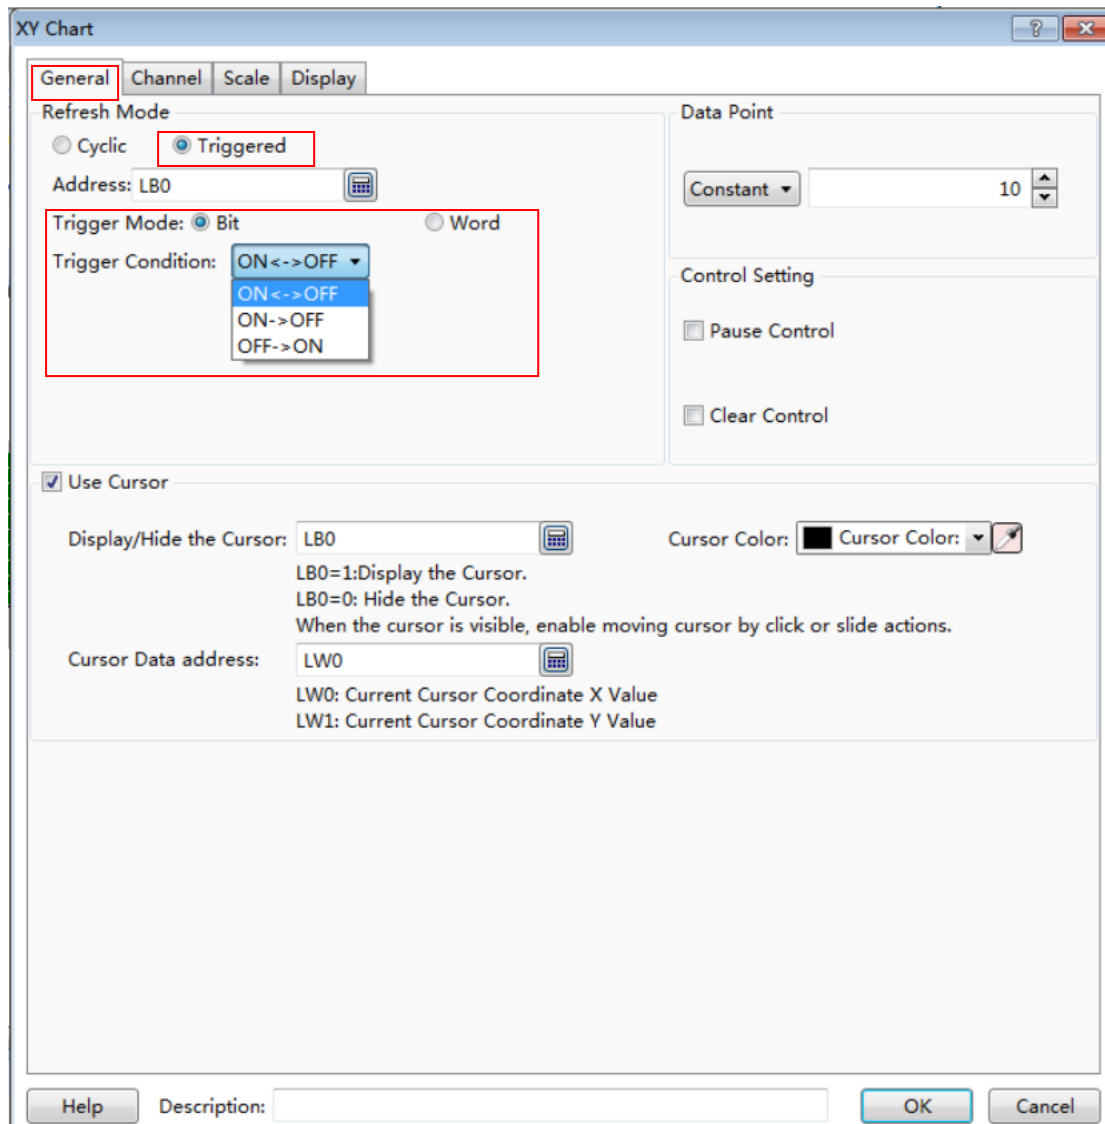 XY Chart
General Channel Scale Display
Refresh Mode
Cyclic Triggered
Address: LB0
Trigger Mode: Bit Word
Trigger Condition: ON<->OFF
ON<->OFF
ON->OFF
OFF->ON
Data Point
Constant 10
Control Setting
Pause Control
Clear Control
Use Cursor
Display/Hide the Cursor: LB0 Cursor Color: Cursor Color:
LB0=1:Display the Cursor.
LB0=0: Hide the Cursor.
When the cursor is visible, enable moving cursor by click or slide actions.
Cursor Data address: LW0
LW0: Current Cursor Coordinate X Value
LW1: Current Cursor Coordinate Y Value
Help Description: OK Cancel